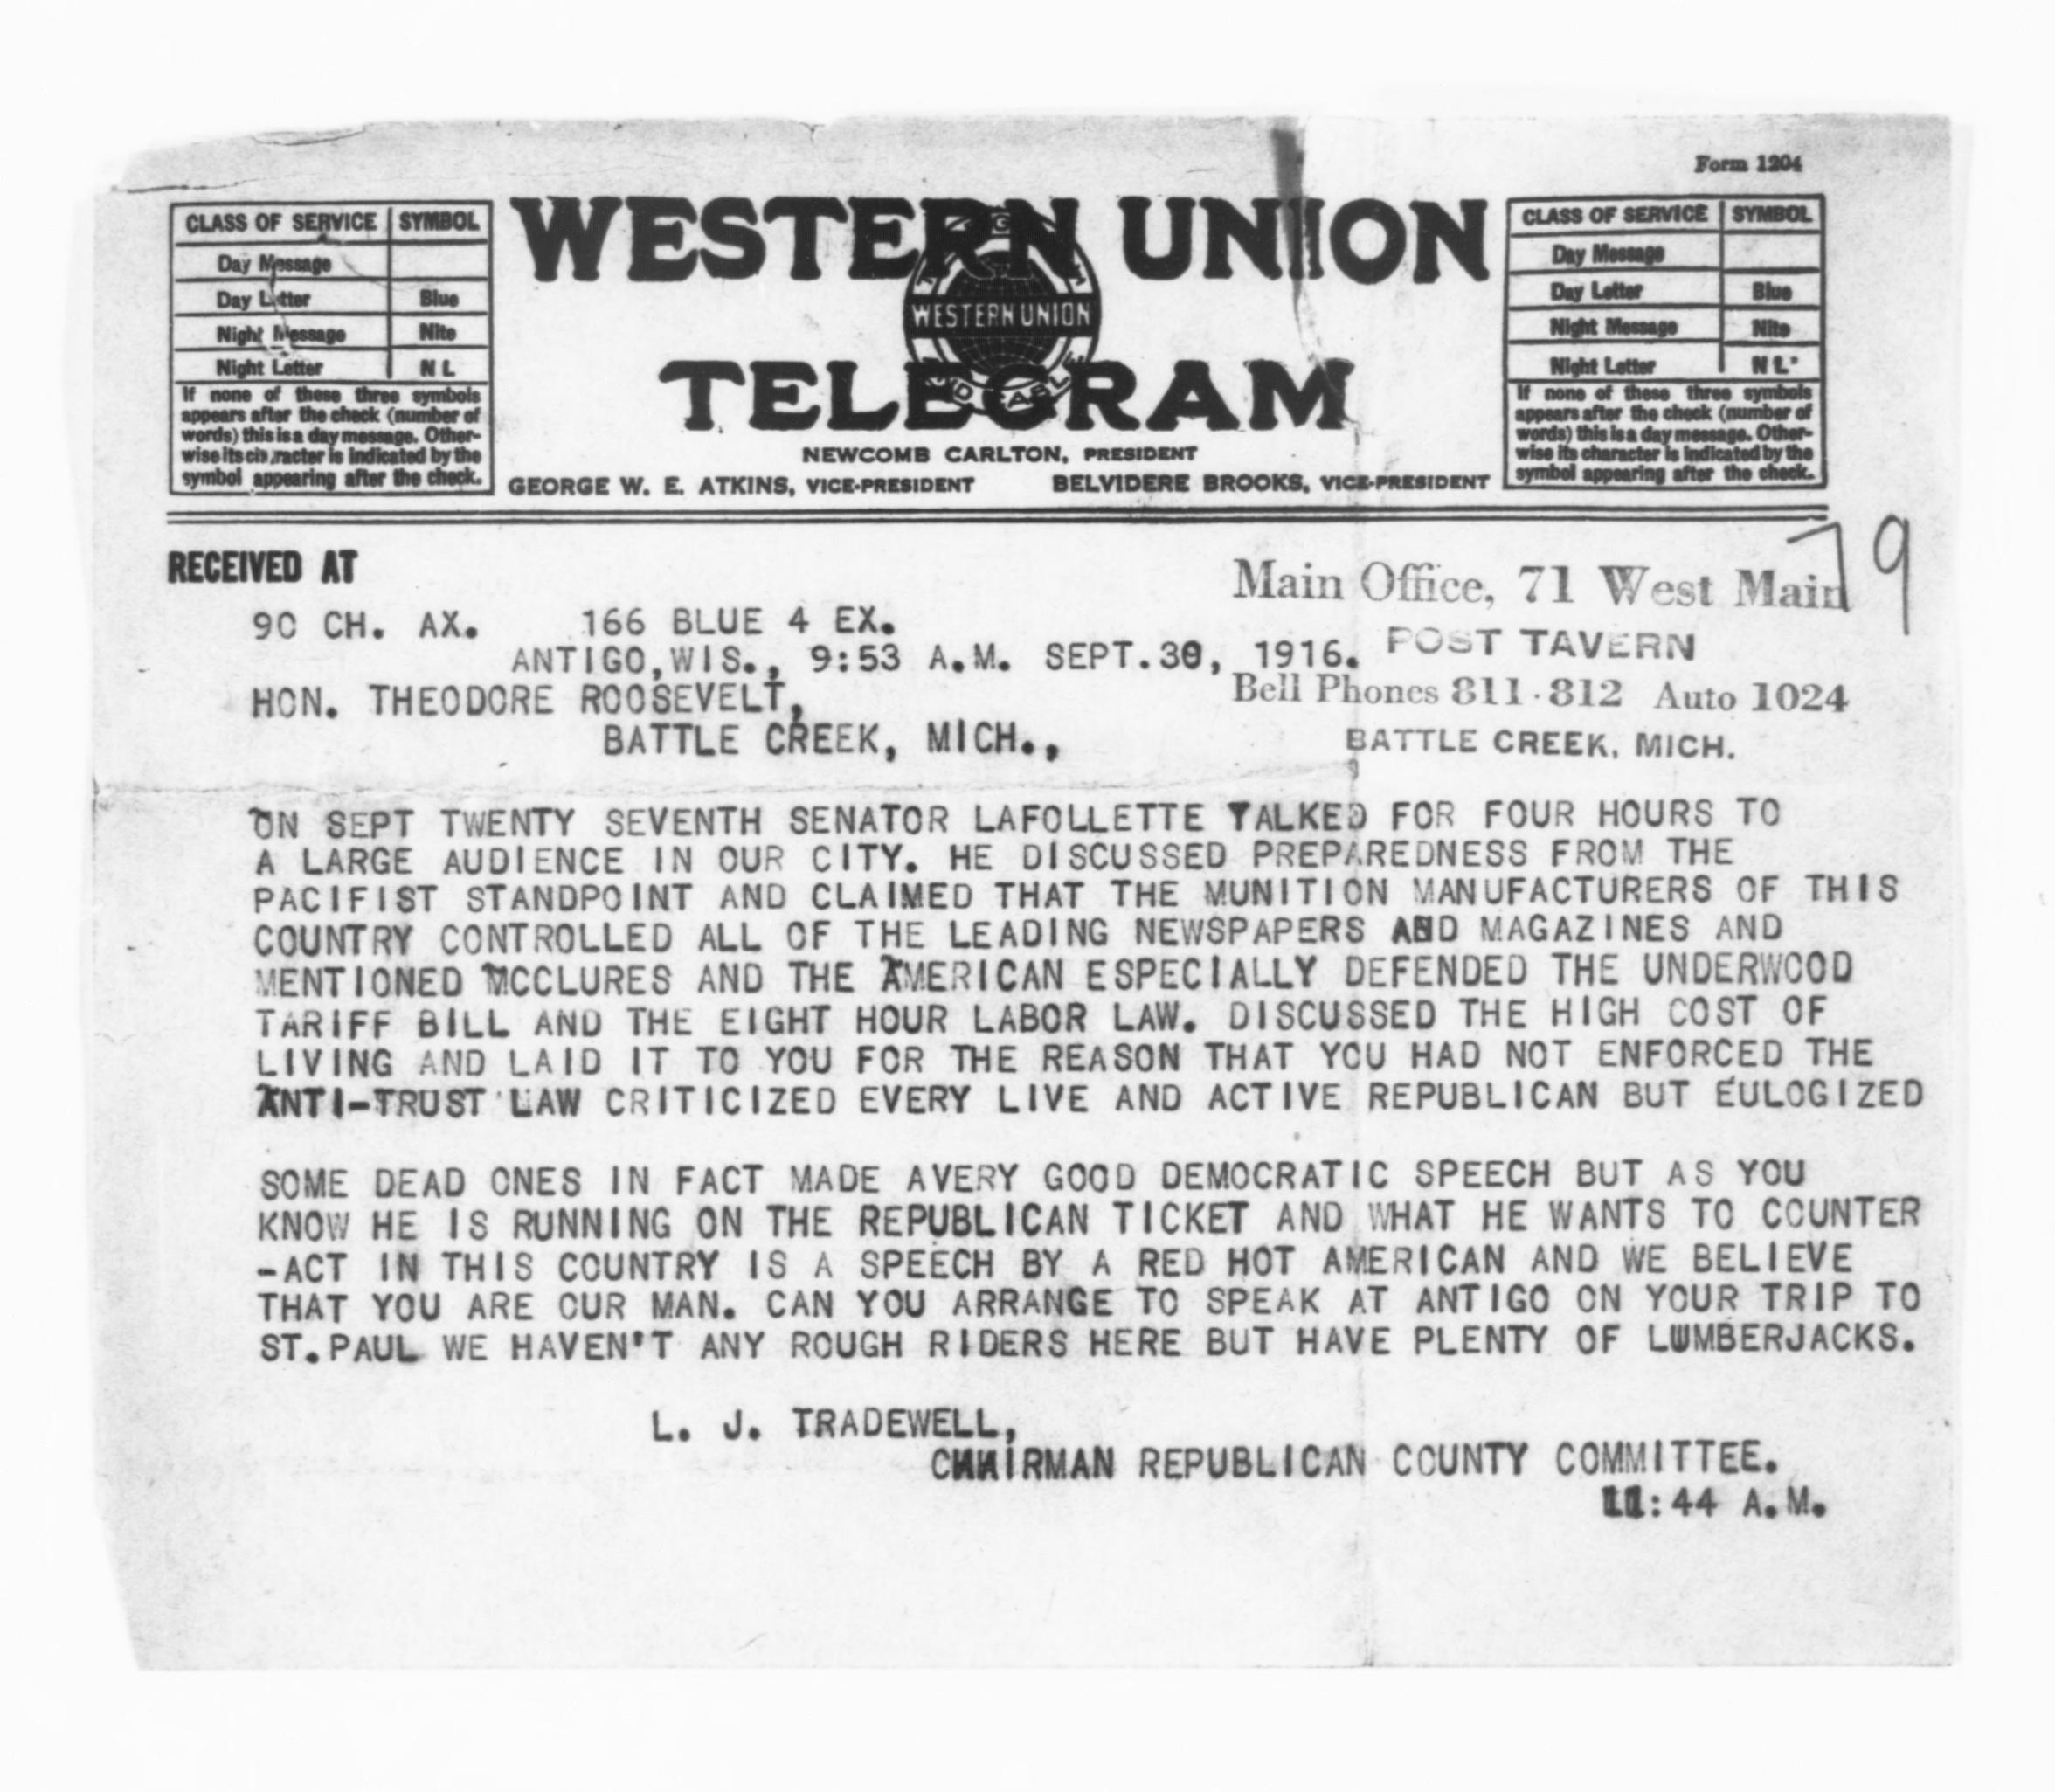 Form 1204
CLASS OF SERVICE SYMBOL
Day Message
Day Letter Blue
Night Message Nite
Night Letter N L
If none of these three symbols
appears after the check (number of
words) this is a day message. Other-
wise its character is indicated by the
symbol appearing after the check.
WESTERN UNION
WESTERN UNION
TELEGRAM
NEWCOMB CARLTON, PRESIDENT
GEORGE W. E. ATKINS, VICE-PRESIDENT BELVIDERE BROOKS, VICE-PRESIDENT
CLASS OF SERVICE SYMBOL
Day Message
Day Letter Blue
Night Message Nite
Night Letter N L
If none of these three symbols
appears after the check (number of
words) this is a day message. Other-
wise its character is indicated by the
symbol appearing after the check.
79
RECEIVED AT
Main Office, 71 West Main
POST TAVERN
Bell Phones 811-812 Auto 1024
BATTLE CREEK, MICH.
90 CH. AX. 166 BLUE 4 EX.
ANTIGO,WIS., 9:53 A.M. SEPT.30, 1916.
HON. THEODORE ROOSEVELT,
BATTLE CREEK, MICH.,
ON SEPT TWENTY SEVENTH SENATOR LAFOLLETTE TALKED FOR FOUR HOURS TO
A LARGE AUDIENCE IN OUR CITY. HE DISCUSSED PREPAREDNESS FROM THE
PACIFIST STANDPOINT AND CLAIMED THAT THE MUNITION MANUFACTURERS OF THIS
COUNTRY CONTROLLED ALL OF THE LEADING NEWSPAPERS AND MAGAZINES AND
MENTIONED MCCLURES AND THE AMERICAN ESPECIALLY DEFENDED THE UNDERWOOD
TARIFF BILL AND THE EIGHT HOUR LABOR LAW. DISCUSSED THE HIGH COST OF
LIVING AND LAID IT TO YOU FOR THE REASON THAT YOU HAD NOT ENFORCED THE
ANTI-TRUST LAW CRITICIZED EVERY LIVE AND ACTIVE REPUBLICAN BUT EULOGIZED
SOME DEAD ONES IN FACT MADE AVERY GOOD DEMOCRATIC SPEECH BUT AS YOU
KNOW HE IS RUNNING ON THE REPUBLICAN TICKET AND WHAT HE WANTS TO COUNTER
-ACT IN THIS COUNTRY IS A SPEECH BY A RED HOT AMERICAN AND WE BELIEVE
THAT YOU ARE OUR MAN. CAN YOU ARRANGE TO SPEAK AT ANTIGO ON YOUR TRIP TO
ST.PAUL WE HAVEN'T ANY ROUGH RIDERS HERE BUT HAVE PLENTY OF LUMBERJACKS.
L. J. TRADEWELL,
CHAIRMAN REPUBLICAN COUNTY COMMITTEE.
11:44 A.M.